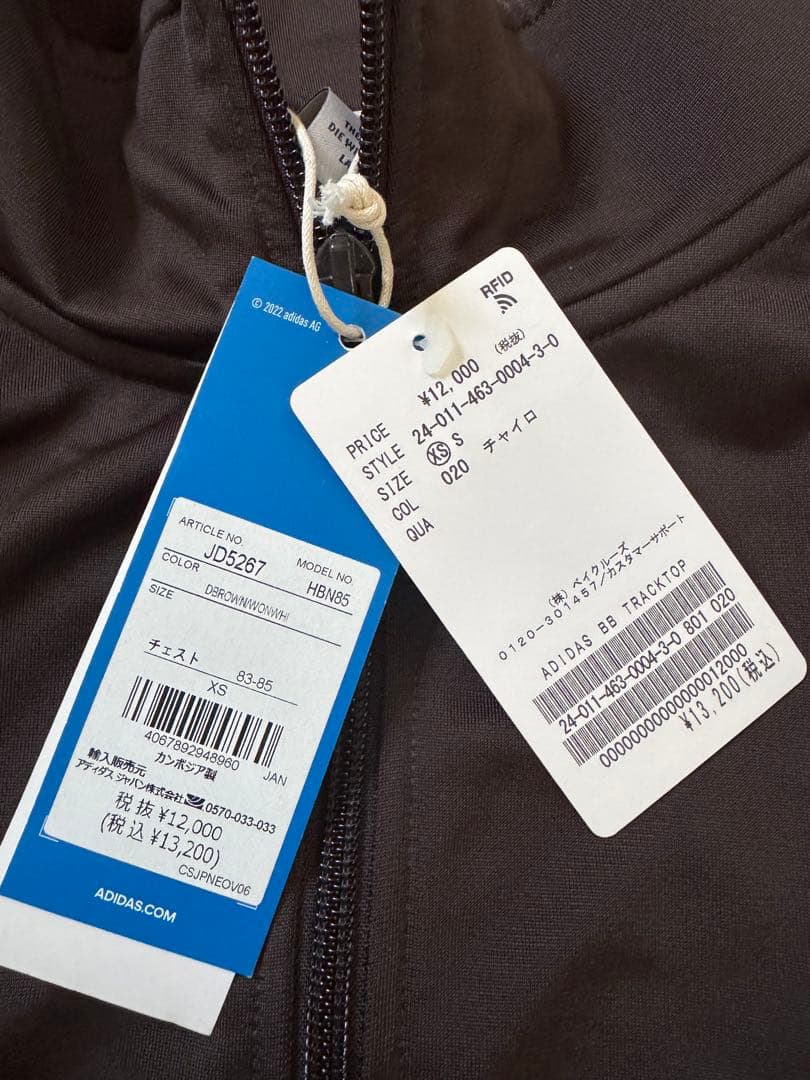 THE
DIE WE
LA
© 2022 adidas AG
ARTICLE NO.
JD5267
MODEL NO.
HBN85
COLOR
DBROWN/WONWHI
SIZE
チェスト 83-85
XS
4067892948960 JAN
カンボジア製
輸入販売元
アディダス ジャパン株式会社 0570-033-033
税抜 ¥12,000
(税込 ¥13,200)
CSJPNEOV06
ADIDAS.COM
RFID
PRICE ¥12,000 (税抜)
STYLE 24-011-463-0004-3-0
SIZE XS S
COL 020 チャイロ
QUA
(株) ベイクルーズ
0120-301457/カスタマーサポート
ADIDAS BB TRACKTOP
24-011-463-0004-3-0 801 020
0000000000000012000
¥13,200(税込)